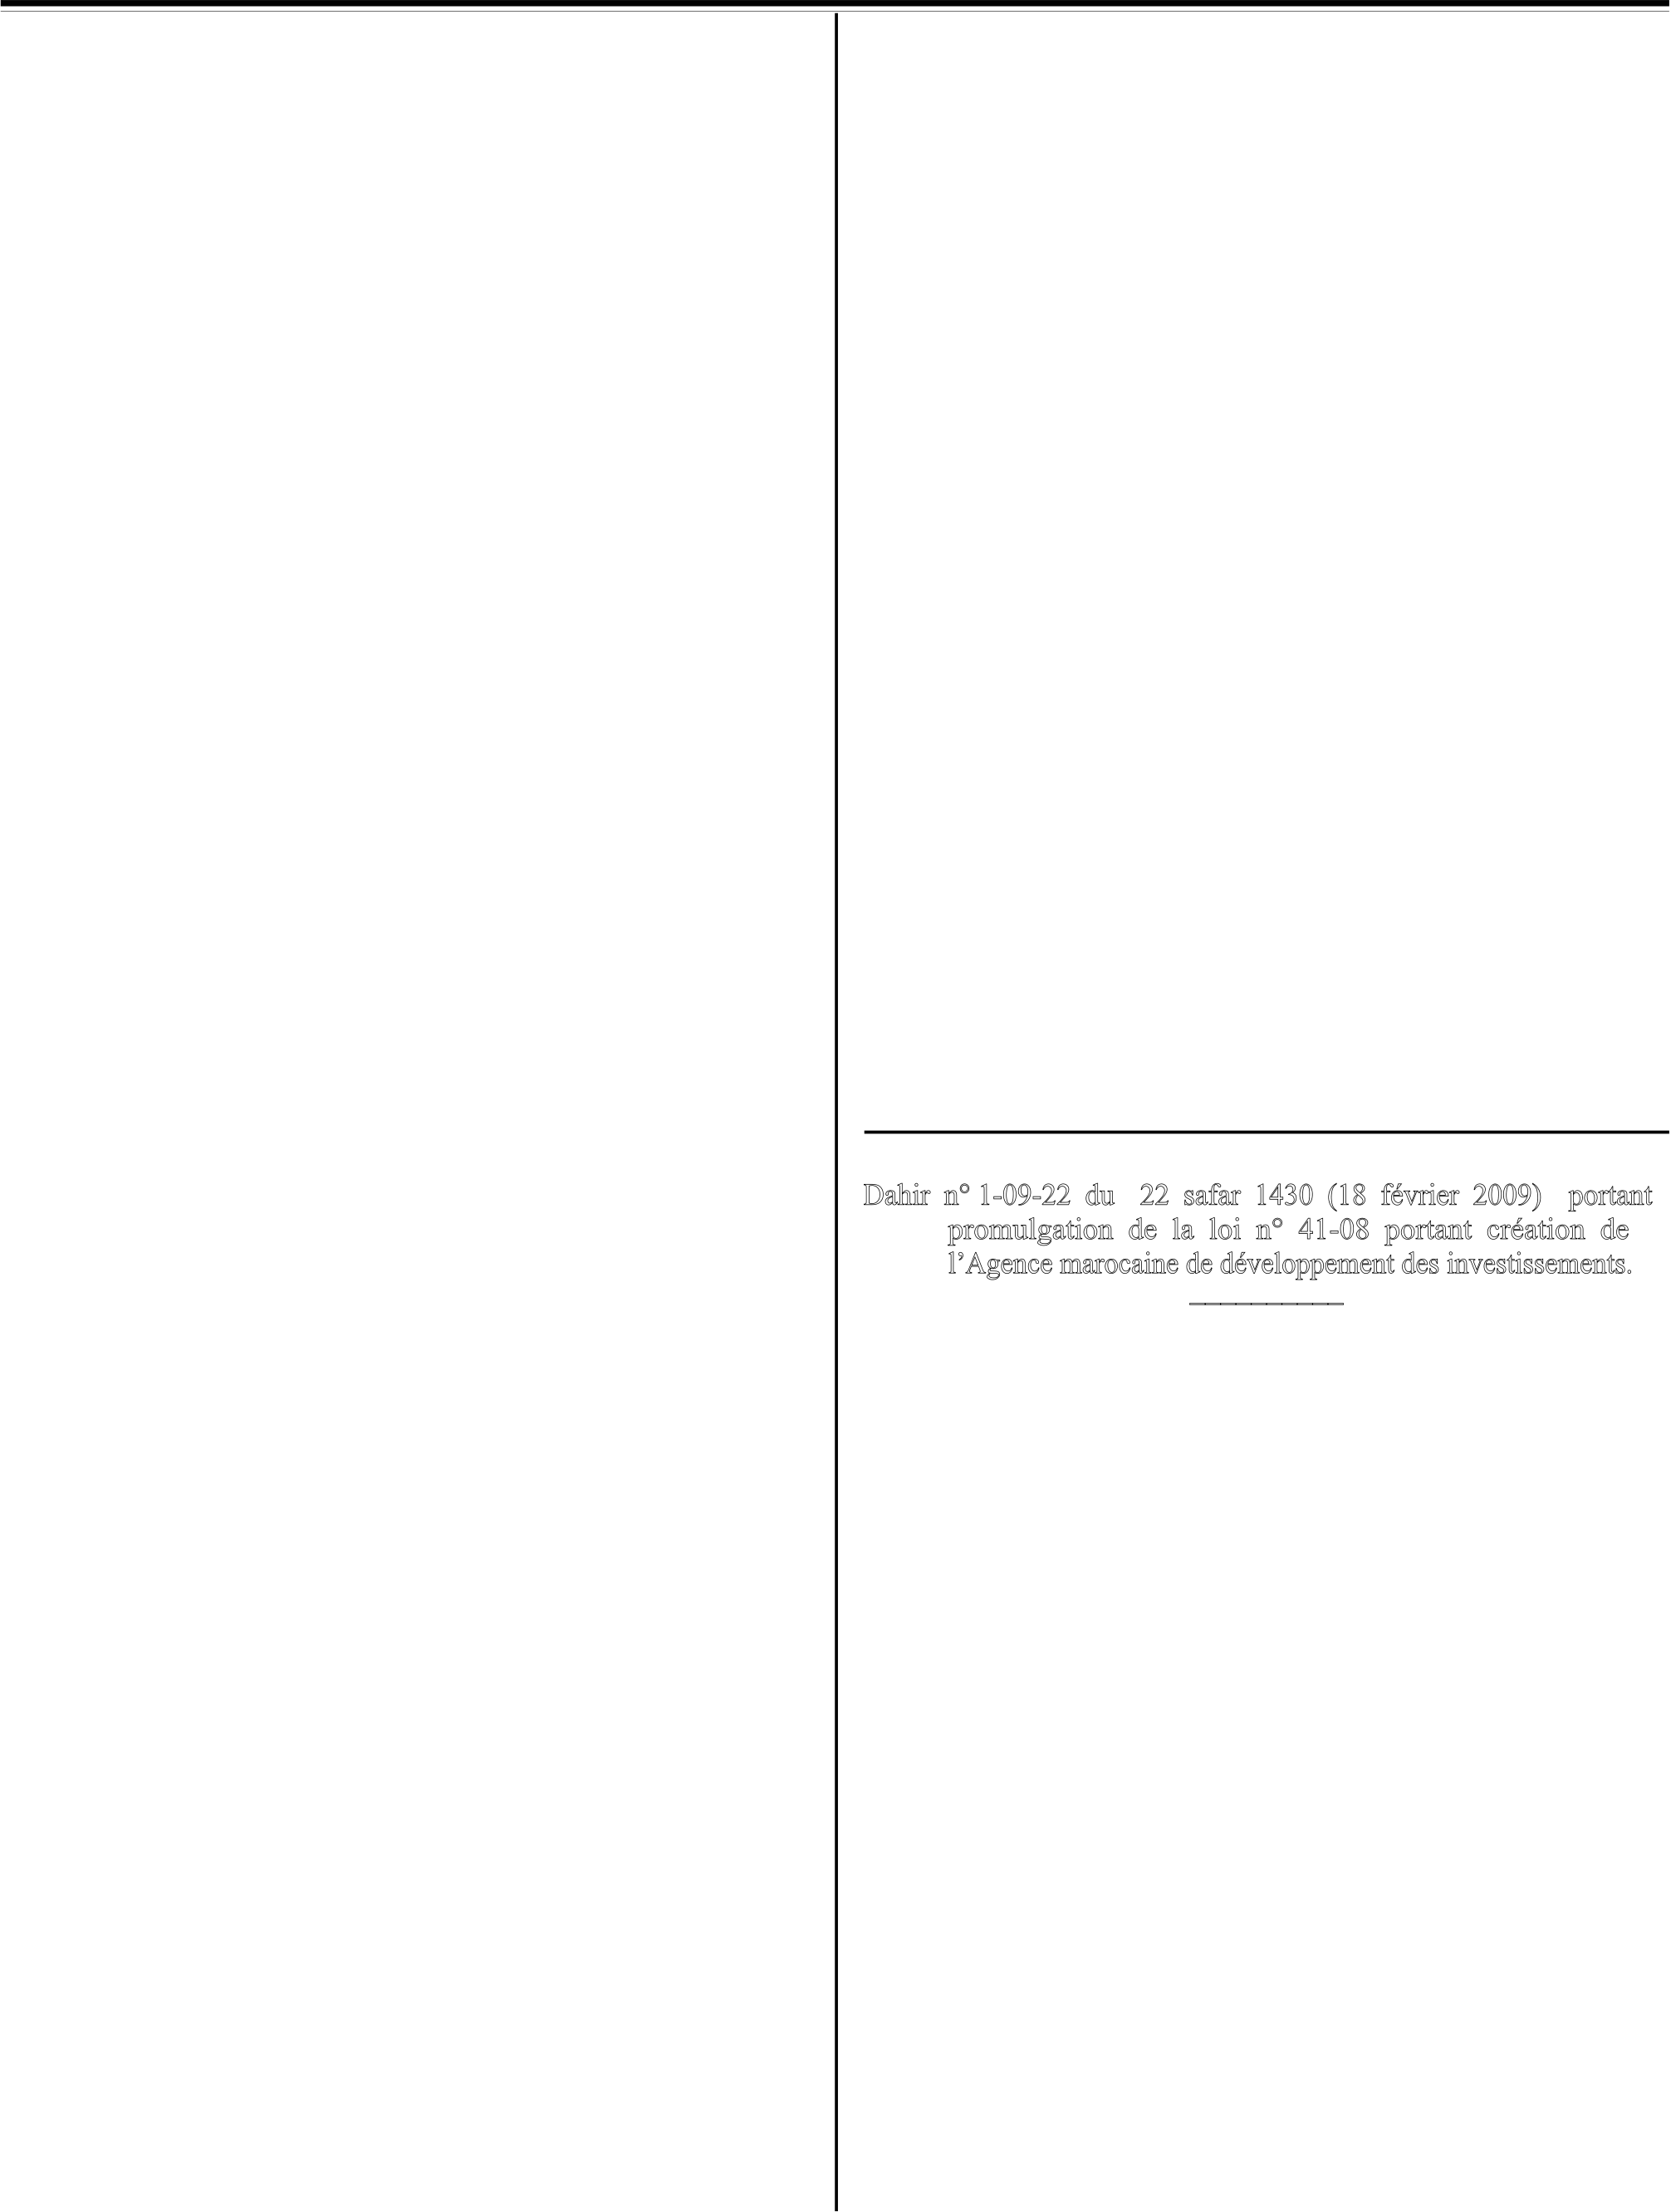 Dahir n° 1-09-22 du 22 safar 1430 (18 février 2009) portant
promulgation de la loi n° 41-08 portant création de
l’Agence marocaine de développement des investissements.